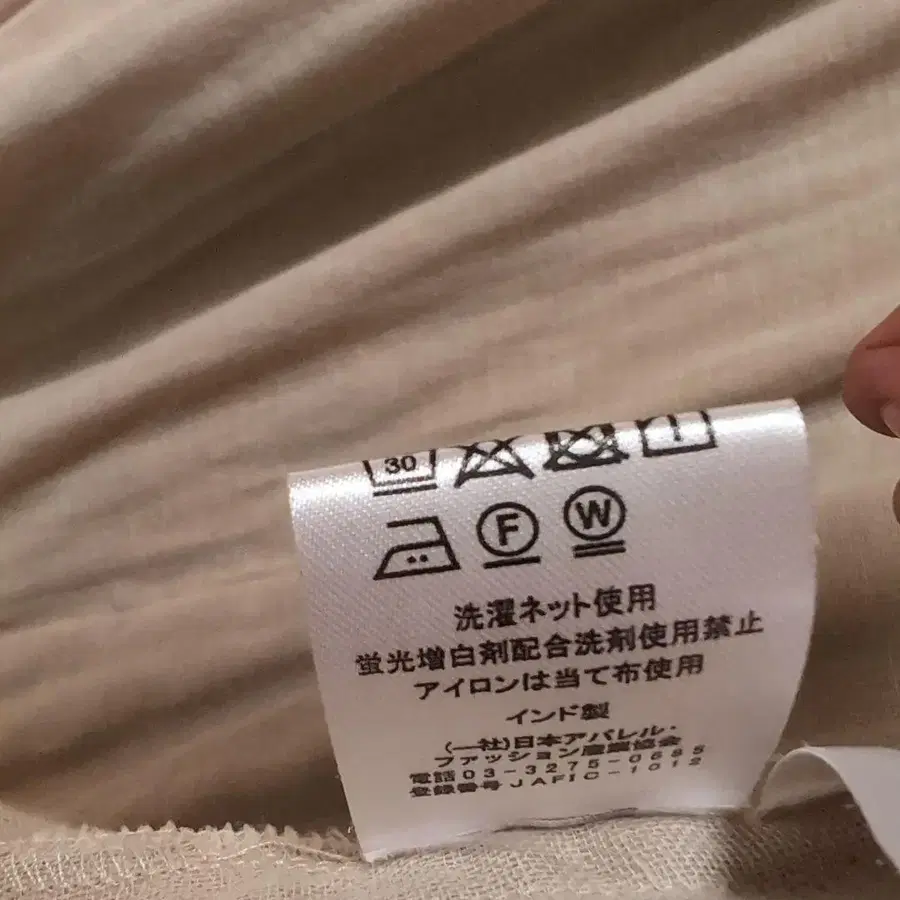 30
F W
洗濯ネット使用
蛍光増白剤配合洗剤使用禁止
アイロンは当て布使用
インド製
(一社)日本アパレル・
ファッション産業協会
電話03-3275-0685
登録番号JAFIC-1012